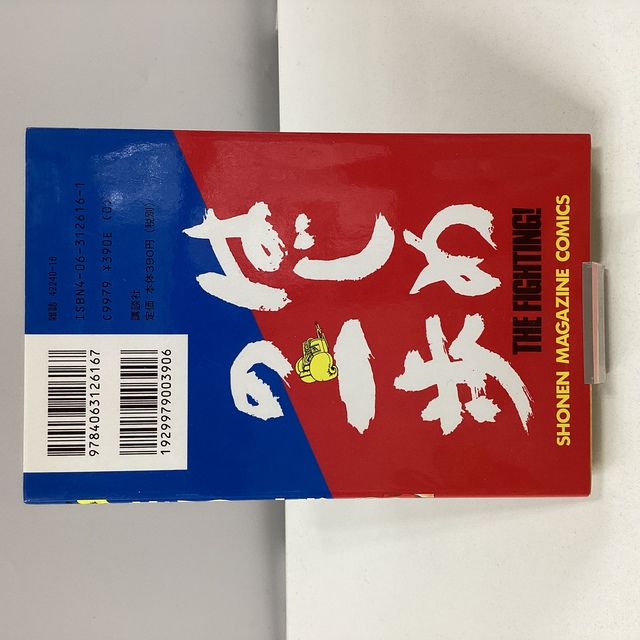 9784063126167
1929979003906
雑誌 42240-16
ISBN4-06-312616-1
C9979 ¥390E (0)
講談社
定価 本体390円 (税別)
はじめ
の一歩
THE FIGHTING!
SHONEN MAGAZINE COMICS